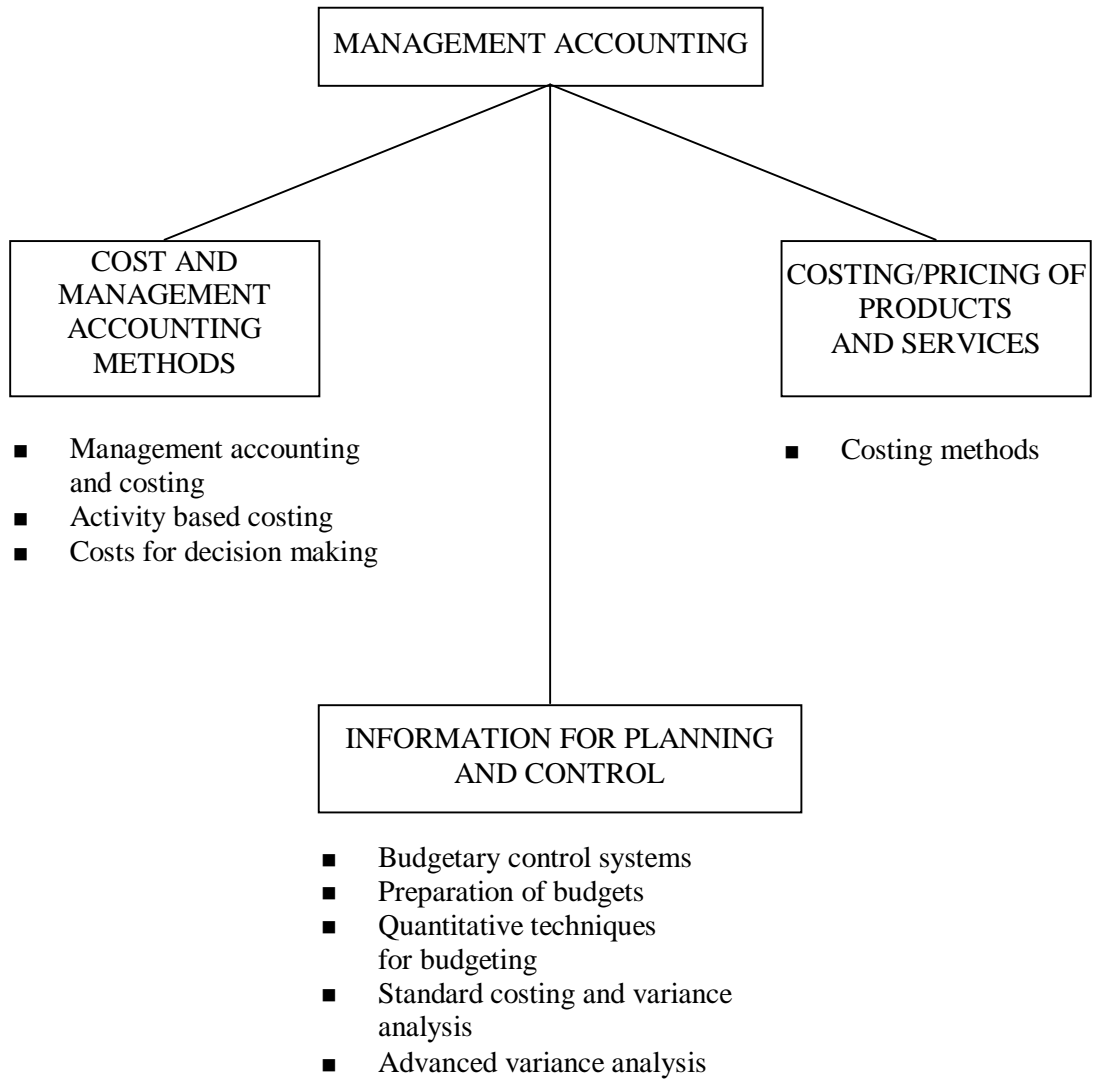 MANAGEMENT ACCOUNTING
COST AND
MANAGEMENT
ACCOUNTING
METHODS
■ Management accounting
and costing
■ Activity based costing
■ Costs for decision making
COSTING/PRICING OF
PRODUCTS
AND SERVICES
■ Costing methods
INFORMATION FOR PLANNING
AND CONTROL
■ Budgetary control systems
■ Preparation of budgets
■ Quantitative techniques
for budgeting
■ Standard costing and variance
analysis
■ Advanced variance analysis